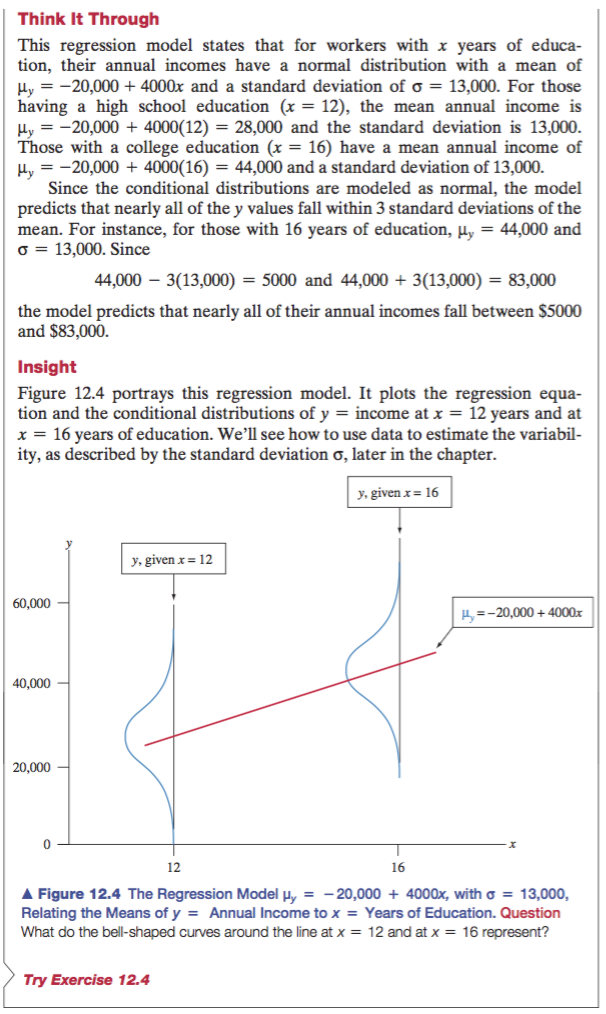 Think It Through
This regression model states that for workers with x years of educa-
tion, their annual incomes have a normal distribution with a mean of
μy = −20,000 + 4000x and a standard deviation of σ = 13,000. For those
having a high school education (x = 12), the mean annual income is
μy = −20,000 + 4000(12) = 28,000 and the standard deviation is 13,000.
Those with a college education (x = 16) have a mean annual income of
μy = −20,000 + 4000(16) = 44,000 and a standard deviation of 13,000.
Since the conditional distributions are modeled as normal, the model
predicts that nearly all of the y values fall within 3 standard deviations of the
mean. For instance, for those with 16 years of education, μy = 44,000 and
σ = 13,000. Since
44,000 − 3(13,000) = 5000 and 44,000 + 3(13,000) = 83,000
the model predicts that nearly all of their annual incomes fall between $5000
and $83,000.
Insight
Figure 12.4 portrays this regression model. It plots the regression equa-
tion and the conditional distributions of y = income at x = 12 years and at
x = 16 years of education. We'll see how to use data to estimate the variabil-
ity, as described by the standard deviation σ, later in the chapter.
y, given x = 16
y
y, given x = 12
60,000
μy = −20,000 + 4000x
40,000
20,000
0
x
12
16
▲ Figure 12.4 The Regression Model μy = −20,000 + 4000x, with σ = 13,000,
Relating the Means of y = Annual Income to x = Years of Education. Question
What do the bell-shaped curves around the line at x = 12 and at x = 16 represent?
Try Exercise 12.4